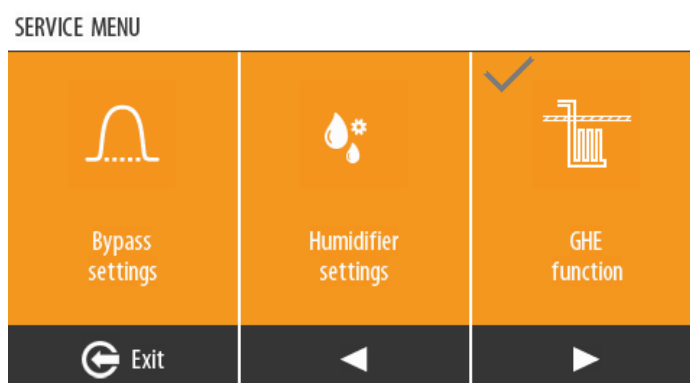 SERVICE MENU
Bypass
settings
Humidifier
settings
GHE
function
Exit